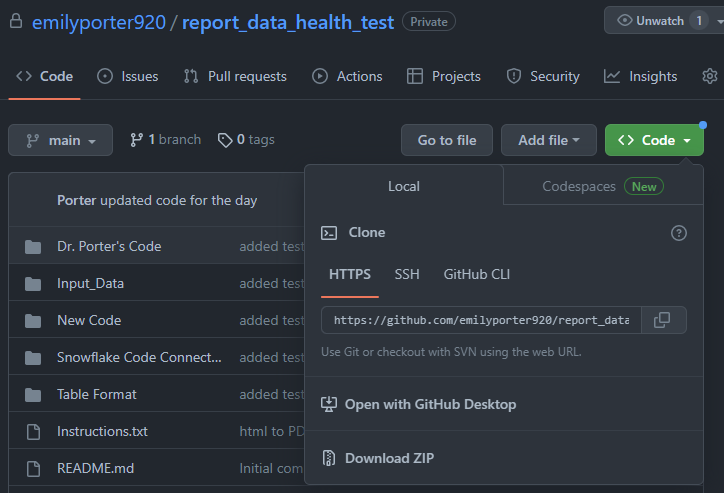 emilyporter920 / report_data_health_test Private Unwatch 1
Code Issues Pull requests Actions Projects Security Insights
main 1 branch 0 tags Go to file Add file Code
Porter updated code for the day
Local Codespaces New
Dr. Porter's Code added test
Clone
Input_Data added test
HTTPS SSH GitHub CLI
New Code added test
https://github.com/emilyporter920/report_data
Snowflake Code Connect... added test
Use Git or checkout with SVN using the web URL.
Table Format added test
Open with GitHub Desktop
Instructions.txt html to PD
Download ZIP
README.md Initial com